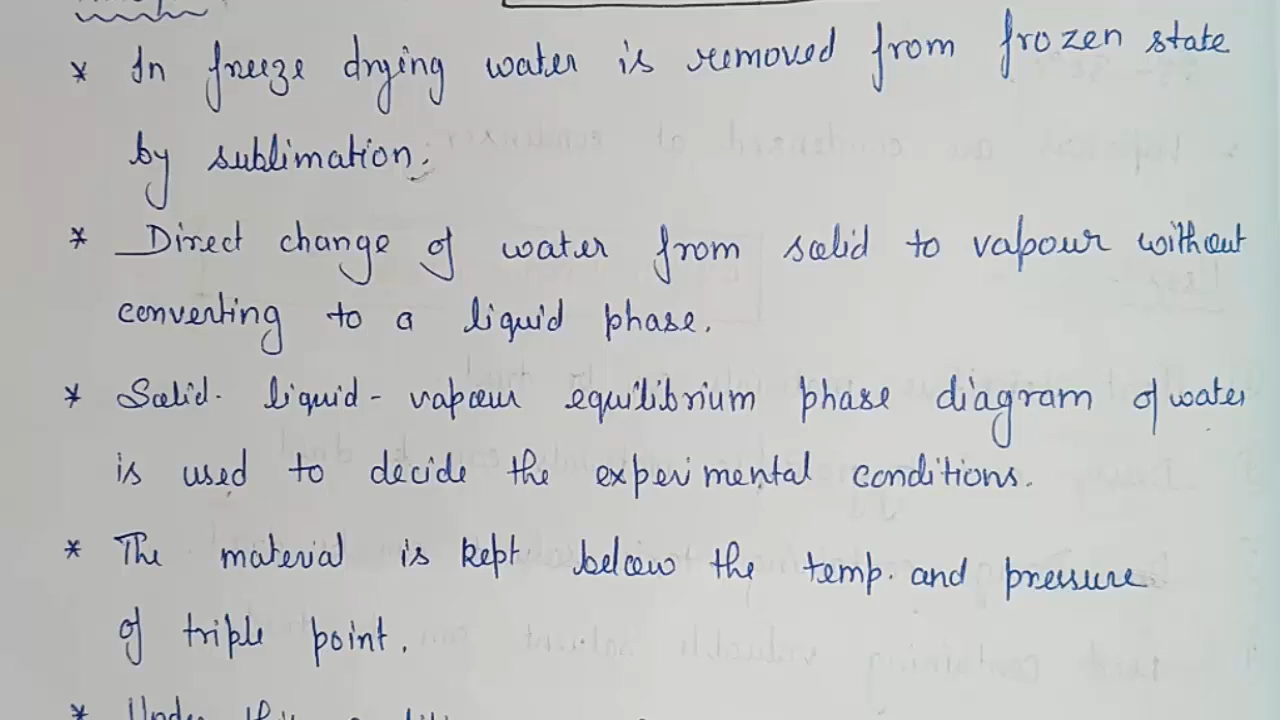 * In freeze drying water is removed from frozen state
by sublimation.
* Direct change of water from solid to vapour without
converting to a liquid phase.
* Solid-liquid-vapour equilibrium phase diagram of water
is used to decide the experimental conditions.
* The material is kept below the temp. and pressure
of triple point.
* Under